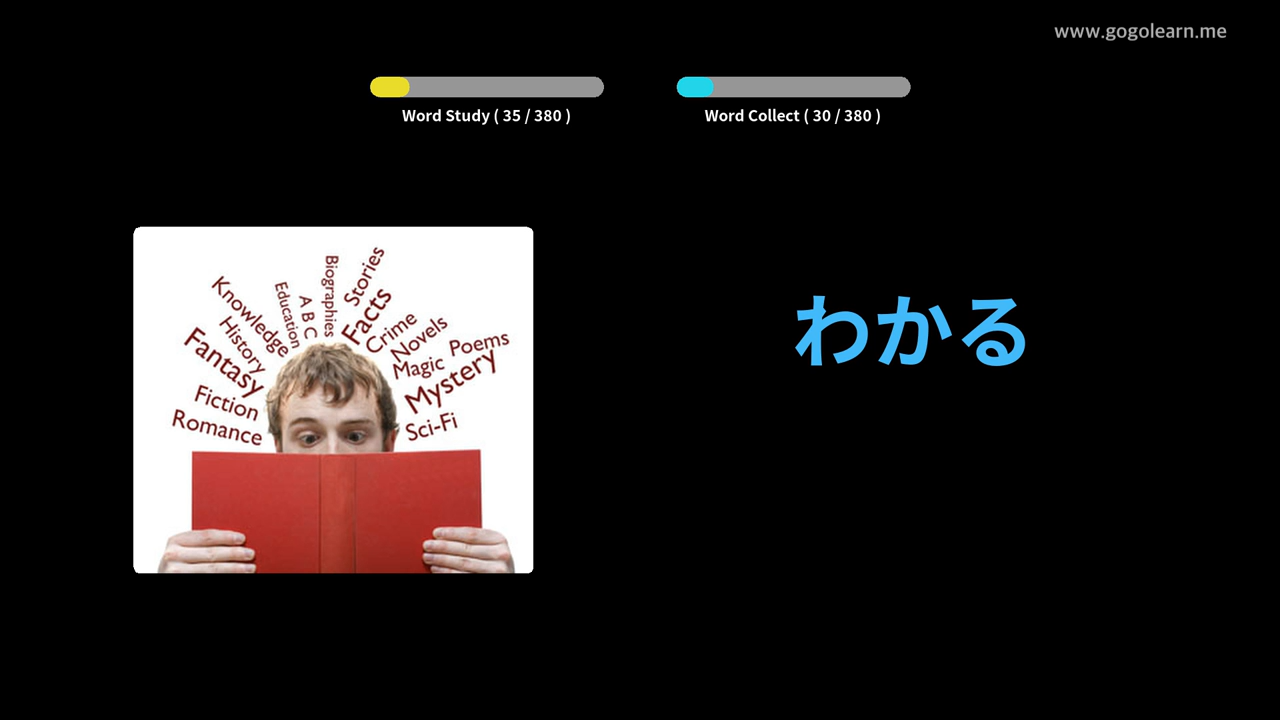 www.gogolearn.me
Word Study ( 35 / 380 )
Word Collect ( 30 / 380 )
Stories
Biographies
Facts
A B C
Education
Knowledge
Crime
History
Novels
Poems
Fantasy
Magic
Mystery
Fiction
Romance
Sci-Fi
わかる